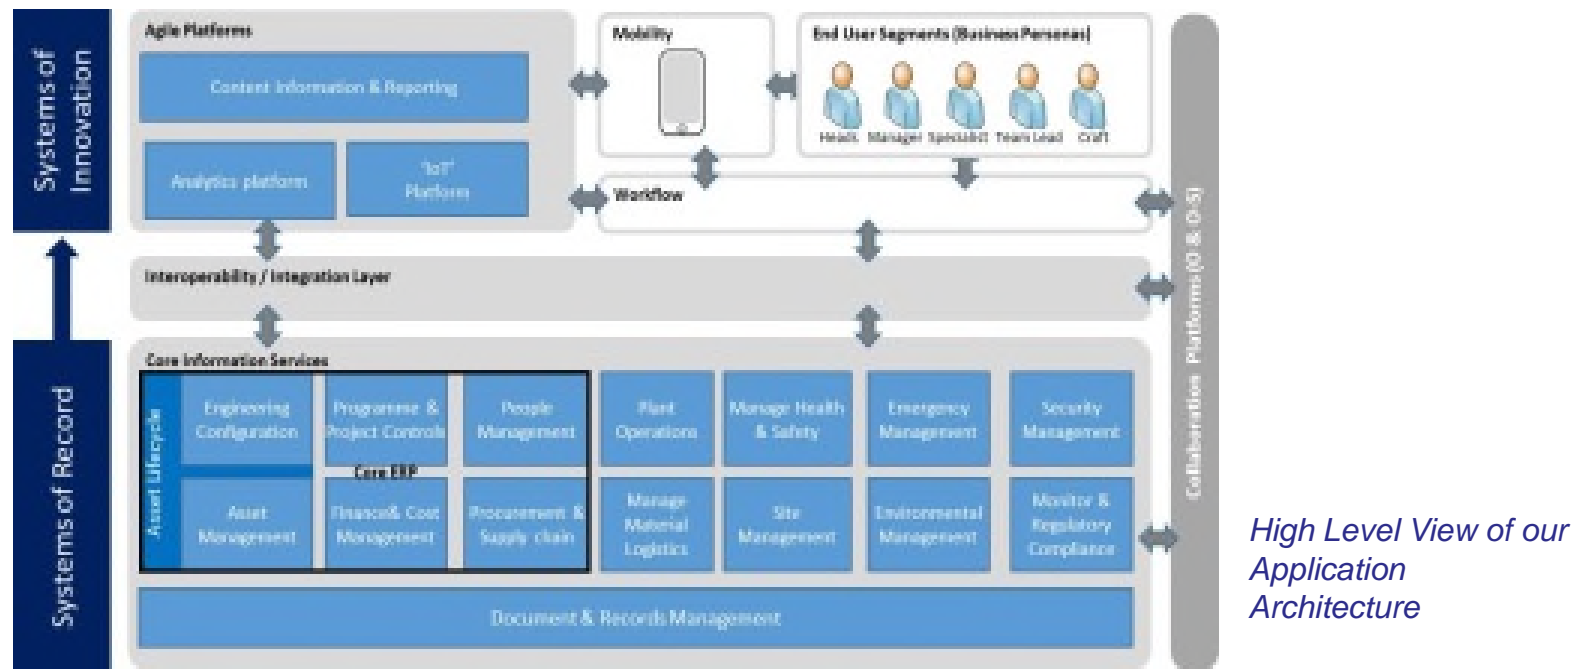 Systems of
Innovation
Agile Platforms
Content Information & Reporting
Analytics platform
'IoT'
Platform
Mobility
End User Segments (Business Personas)
Heads
Manager
Specialist
Team Lead
Craft
Workflow
Interoperability / Integration Layer
Systems of Record
Core Information Services
Asset Lifecycle
Engineering
Configuration
Programme &
Project Controls
People
Management
Plant
Operations
Manage Health
& Safety
Emergency
Management
Security
Management
Core ERP
Asset
Management
Finance& Cost
Management
Procurement &
Supply chain
Manage
Material
Logistics
Site
Management
Environmental
Management
Monitor &
Regulatory
Compliance
Document & Records Management
Collabaration Platforms
High Level View of our
Application
Architecture